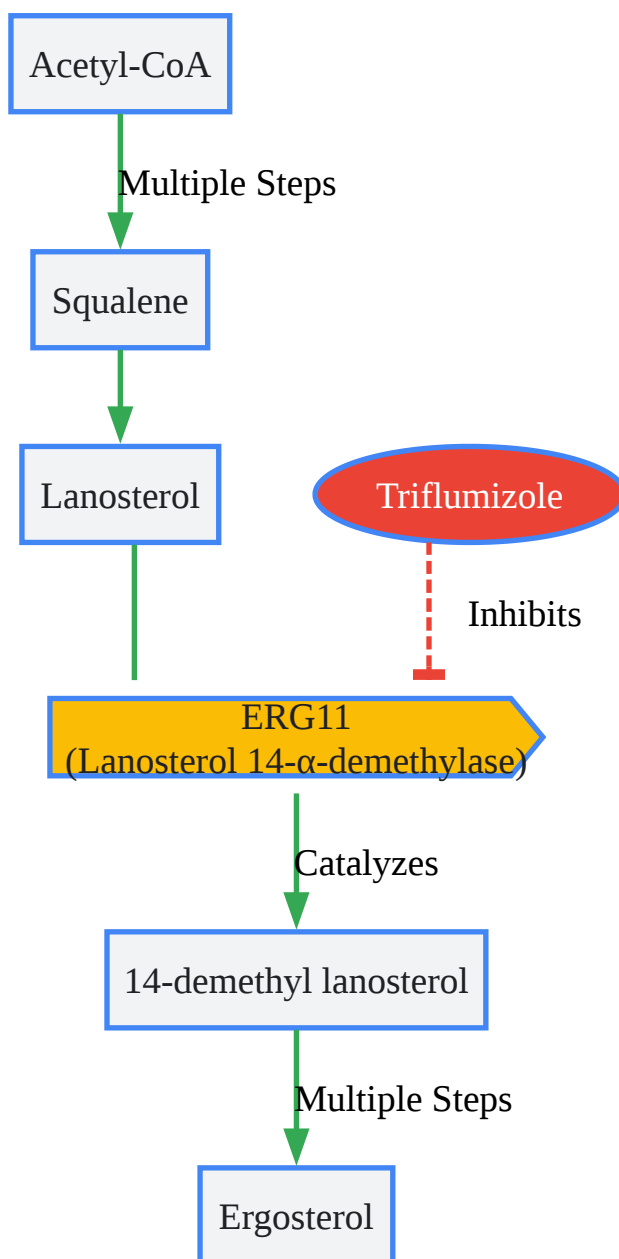 Acetyl-CoA
Multiple Steps
Squalene
Lanosterol
Triflumizole
Inhibits
ERG11
(Lanosterol 14-α-demethylase)
Catalyzes
14-demethyl lanosterol
Multiple Steps
Ergosterol